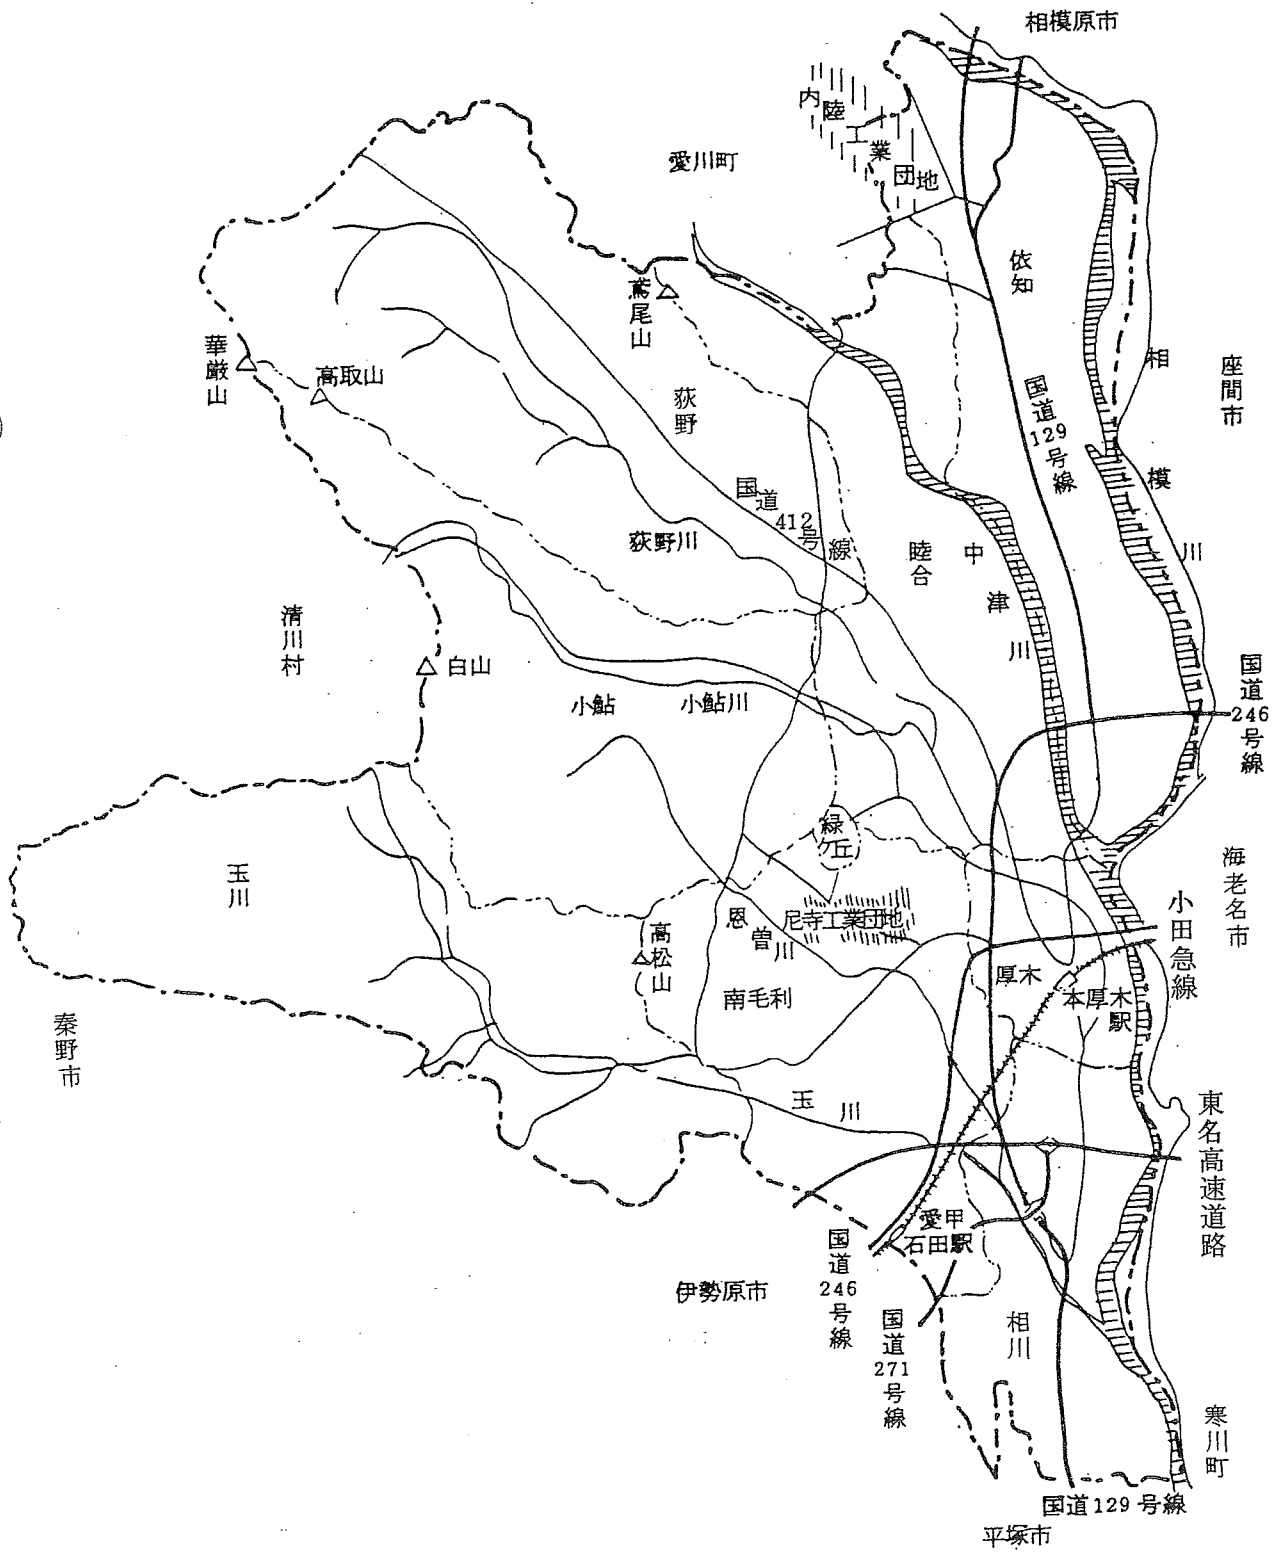 相模原市
内陸工業団地
愛川町
依知
鳶尾山
華厳山
高取山
荻野
国道129号線
相模川
座間市
国道412号線
荻野川
睦合
中津川
清川村
白山
小鮎
小鮎川
国道246号線
緑ケ丘
玉川
海老名市
小田急線
恩曽川
尼寺工業団地
高松山
南毛利
厚木
本厚木駅
秦野市
玉川
東名高速道路
愛甲石田駅
国道246号線
伊勢原市
国道271号線
相川
寒川町
国道129号線
平塚市